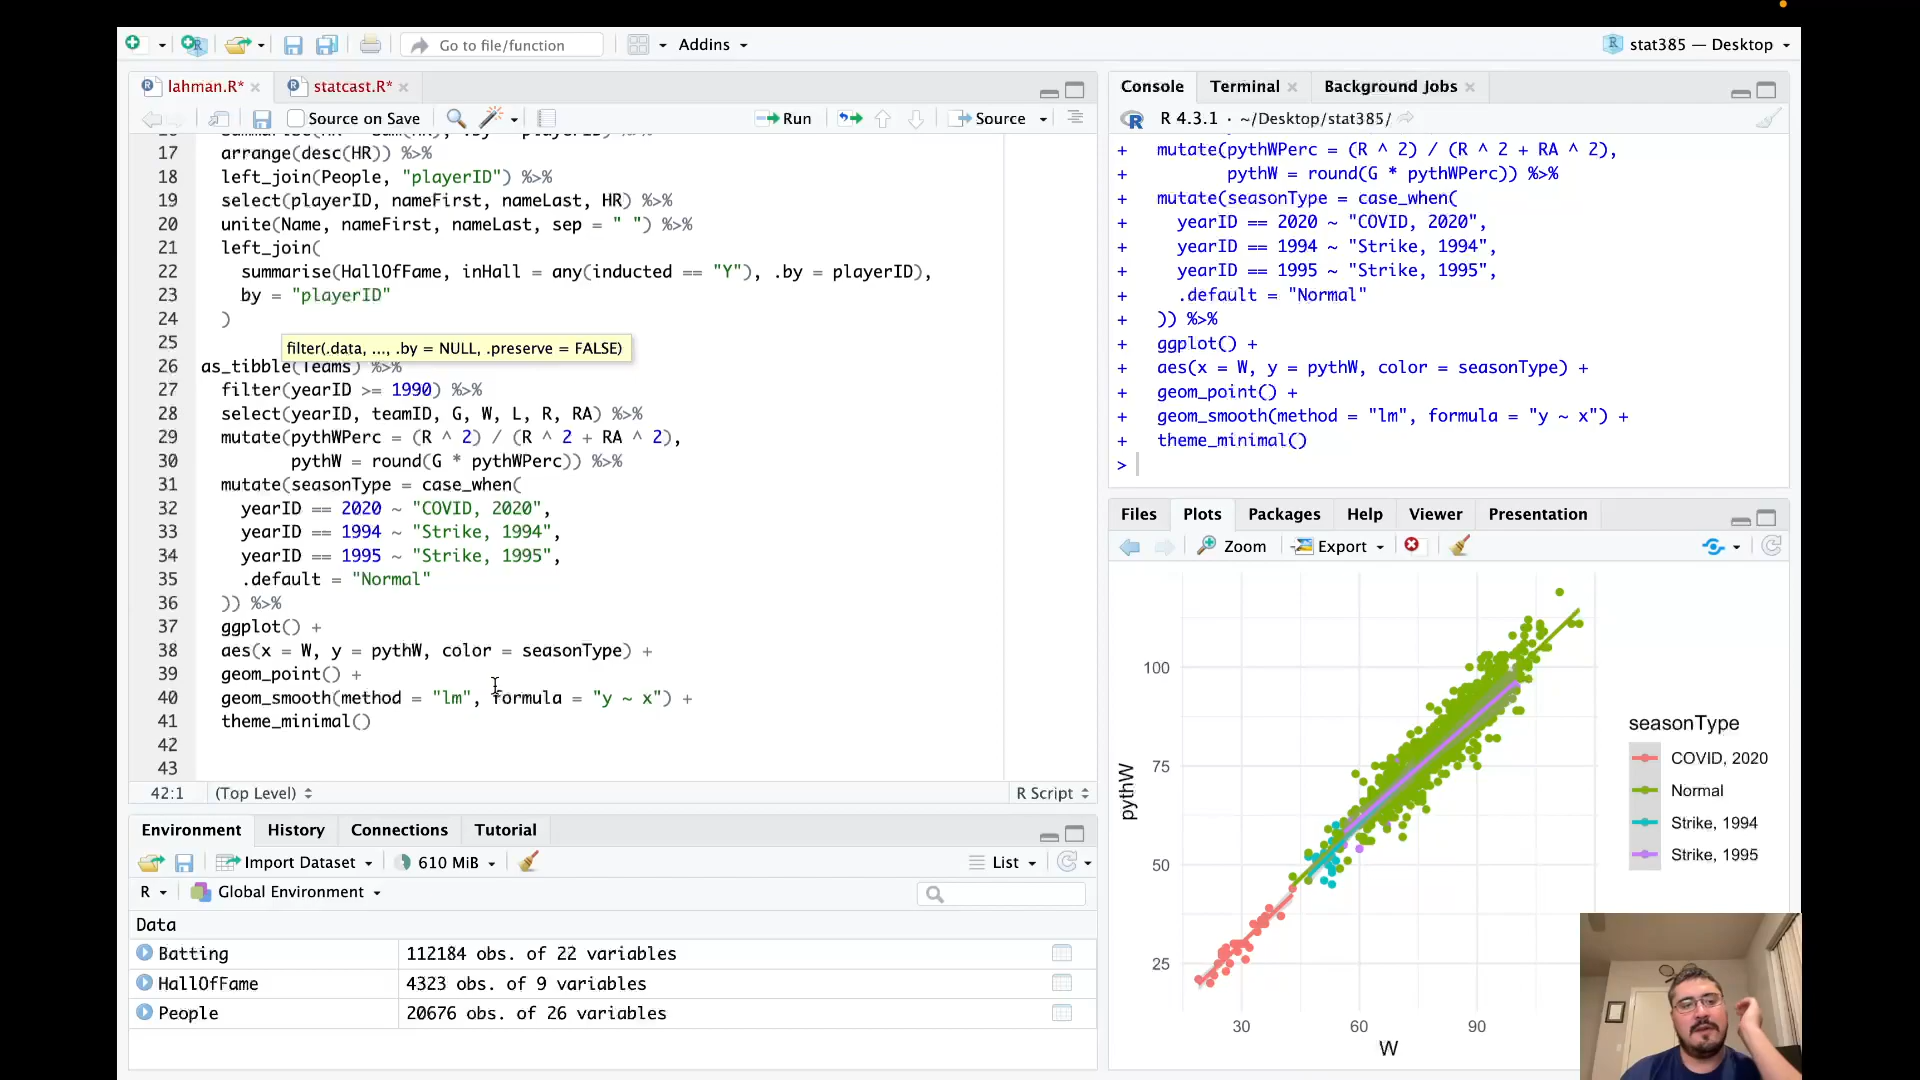 Go to file/function
Addins
stat385 — Desktop
lahman.R*
statcast.R*
Source on Save
Run
Source
17 arrange(desc(HR)) %>%
18 left_join(People, "playerID") %>%
19 select(playerID, nameFirst, nameLast, HR) %>%
20 unite(Name, nameFirst, nameLast, sep = " ") %>%
21 left_join(
22 summarise(HallOfFame, inHall = any(inducted == "Y"), .by = playerID),
23 by = "playerID"
24 )
25
filter(.data, ..., .by = NULL, .preserve = FALSE)
26 as_tibble(Teams) %>%
27 filter(yearID >= 1990) %>%
28 select(yearID, teamID, G, W, L, R, RA) %>%
29 mutate(pythWPerc = (R ^ 2) / (R ^ 2 + RA ^ 2),
30 pythW = round(G * pythWPerc)) %>%
31 mutate(seasonType = case_when(
32 yearID == 2020 ~ "COVID, 2020",
33 yearID == 1994 ~ "Strike, 1994",
34 yearID == 1995 ~ "Strike, 1995",
35 .default = "Normal"
36 )) %>%
37 ggplot() +
38 aes(x = W, y = pythW, color = seasonType) +
39 geom_point() +
40 geom_smooth(method = "lm", formula = "y ~ x") +
41 theme_minimal()
42
43
42:1 (Top Level) R Script
Environment History Connections Tutorial
Import Dataset 610 MiB List
R Global Environment
Data
Batting 112184 obs. of 22 variables
HallOfFame 4323 obs. of 9 variables
People 20676 obs. of 26 variables
Console Terminal Background Jobs
R 4.3.1 · ~/Desktop/stat385/
+ mutate(pythWPerc = (R ^ 2) / (R ^ 2 + RA ^ 2),
+ pythW = round(G * pythWPerc)) %>%
+ mutate(seasonType = case_when(
+ yearID == 2020 ~ "COVID, 2020",
+ yearID == 1994 ~ "Strike, 1994",
+ yearID == 1995 ~ "Strike, 1995",
+ .default = "Normal"
+ )) %>%
+ ggplot() +
+ aes(x = W, y = pythW, color = seasonType) +
+ geom_point() +
+ geom_smooth(method = "lm", formula = "y ~ x") +
+ theme_minimal()
>
Files Plots Packages Help Viewer Presentation
Zoom Export
100
75
50
25
pythW
30 60 90
W
seasonType
COVID, 2020
Normal
Strike, 1994
Strike, 1995